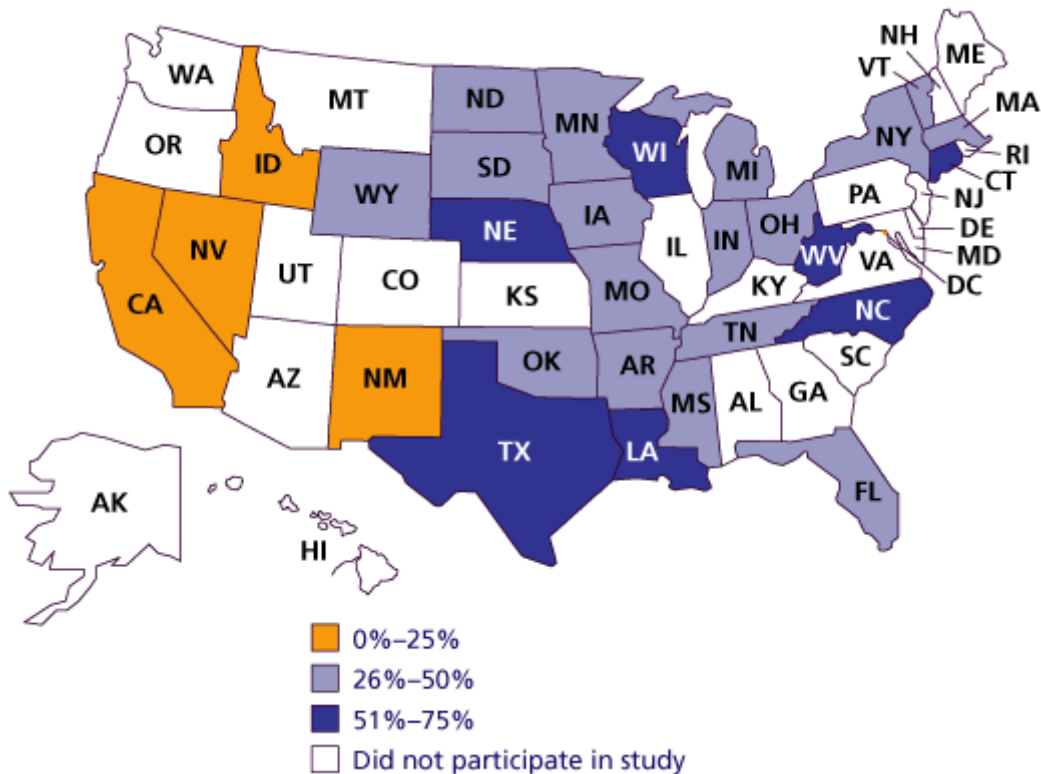 NH
ME
VT
WA
MT
ND
MN
MA
OR
ID
WI
NY
SD
MI
RI
WY
CT
PA
NJ
IA
NE
OH
DE
NV
IN
IL
WV
MD
UT
VA
CO
CA
MO
KY
DC
KS
NC
TN
OK
AR
SC
AZ
NM
MS
AL
GA
TX
LA
FL
AK
HI
0%–25%
26%–50%
51%–75%
Did not participate in study